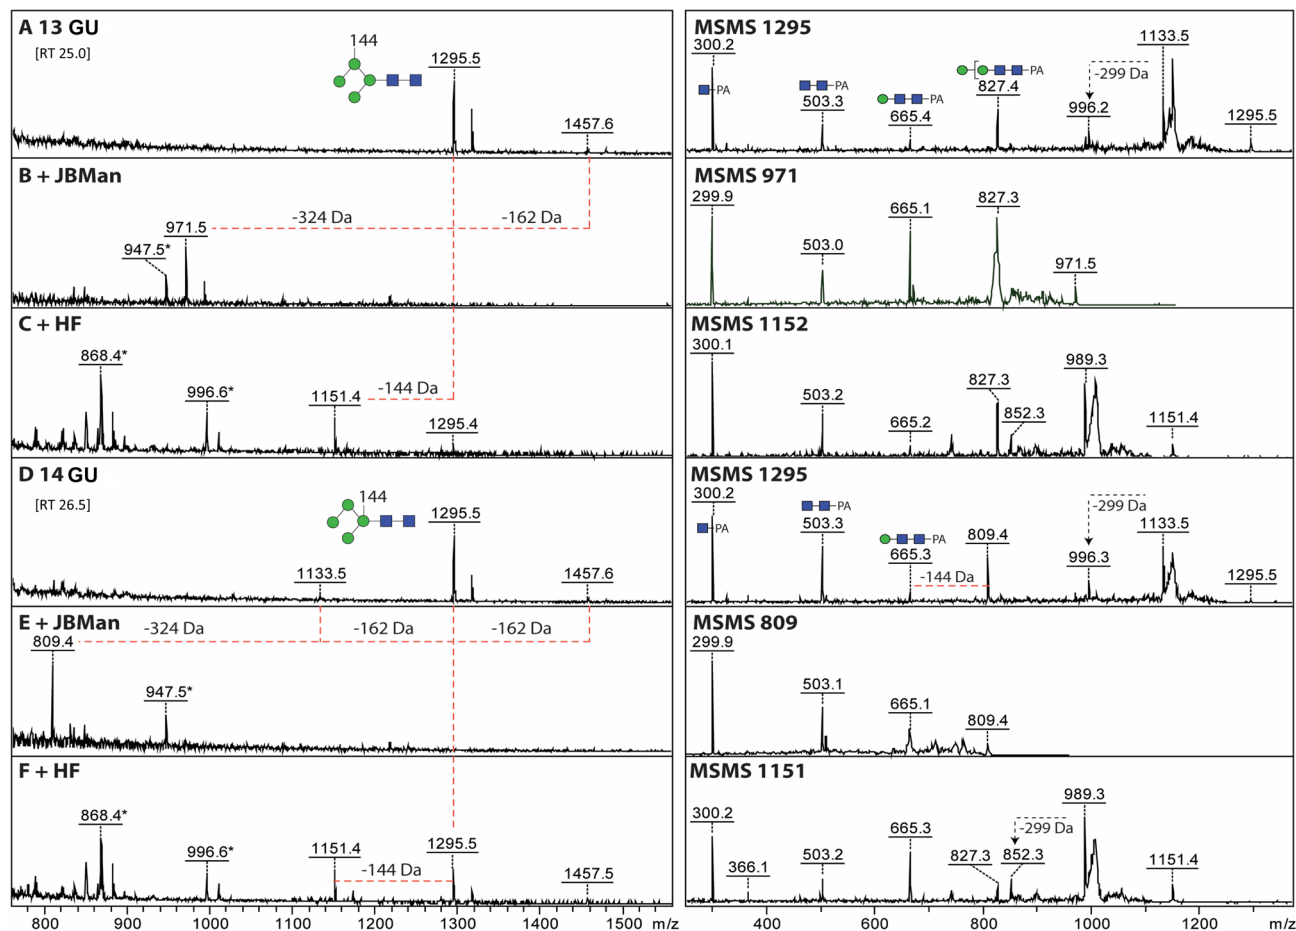 A 13 GU
[RT 25.0]
144
1295.5
1457.6
B + JBMan
-324 Da
-162 Da
971.5
947.5*
C + HF
868.4*
996.6*
1151.4
-144 Da
1295.4
D 14 GU
[RT 26.5]
144
1133.5
1295.5
1457.6
E + JBMan
-324 Da
-162 Da
-162 Da
809.4
947.5*
F + HF
868.4*
996.6*
1151.4
-144 Da
1295.5
1457.5
800 900 1000 1100 1200 1300 1400 1500 m/z
MSMS 1295
300.2
PA
PA
503.3
PA
665.4
PA
827.4
-299 Da
996.2
1133.5
1295.5
MSMS 971
299.9
503.0
665.1
827.3
971.5
MSMS 1152
300.1
503.2
665.2
827.3
852.3
989.3
1151.4
MSMS 1295
300.2
PA
PA
503.3
PA
665.3
-144 Da
809.4
-299 Da
996.3
1133.5
1295.5
MSMS 809
299.9
503.1
665.1
809.4
MSMS 1151
300.2
366.1
503.2
665.3
827.3
852.3
-299 Da
989.3
1151.4
400 600 800 1000 1200 m/z